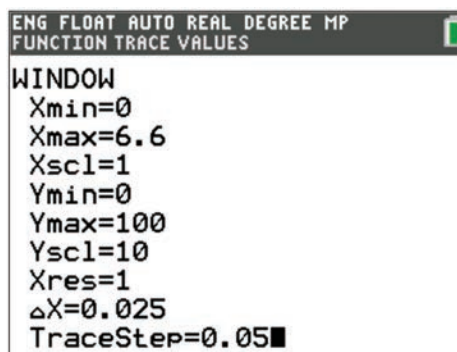 ENG FLOAT AUTO REAL DEGREE MP
FUNCTION TRACE VALUES
WINDOW
Xmin=0
Xmax=6.6
Xscl=1
Ymin=0
Ymax=100
Yscl=10
Xres=1
△X=0.025
TraceStep=0.05